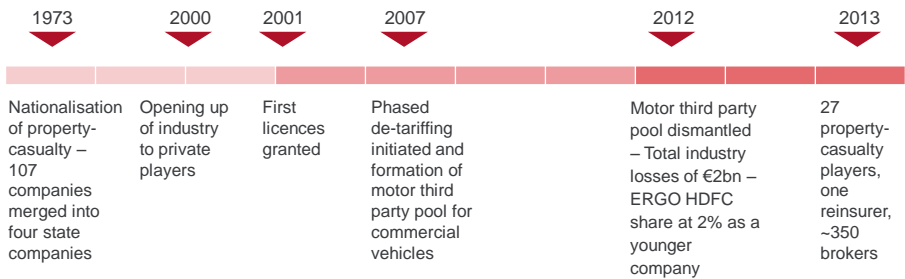 1973
2000
2001
2007
2012
2013
Nationalisation
of property-
casualty –
107
companies
merged into
four state
companies
Opening up
of industry
to private
players
First
licences
granted
Phased
de-tariffing
initiated and
formation of
motor third
party pool for
commercial
vehicles
Motor third party
pool dismantled
– Total industry
losses of €2bn –
ERGO HDFC
share at 2% as a
younger
company
27
property-
casualty
players,
one
reinsurer,
~350
brokers